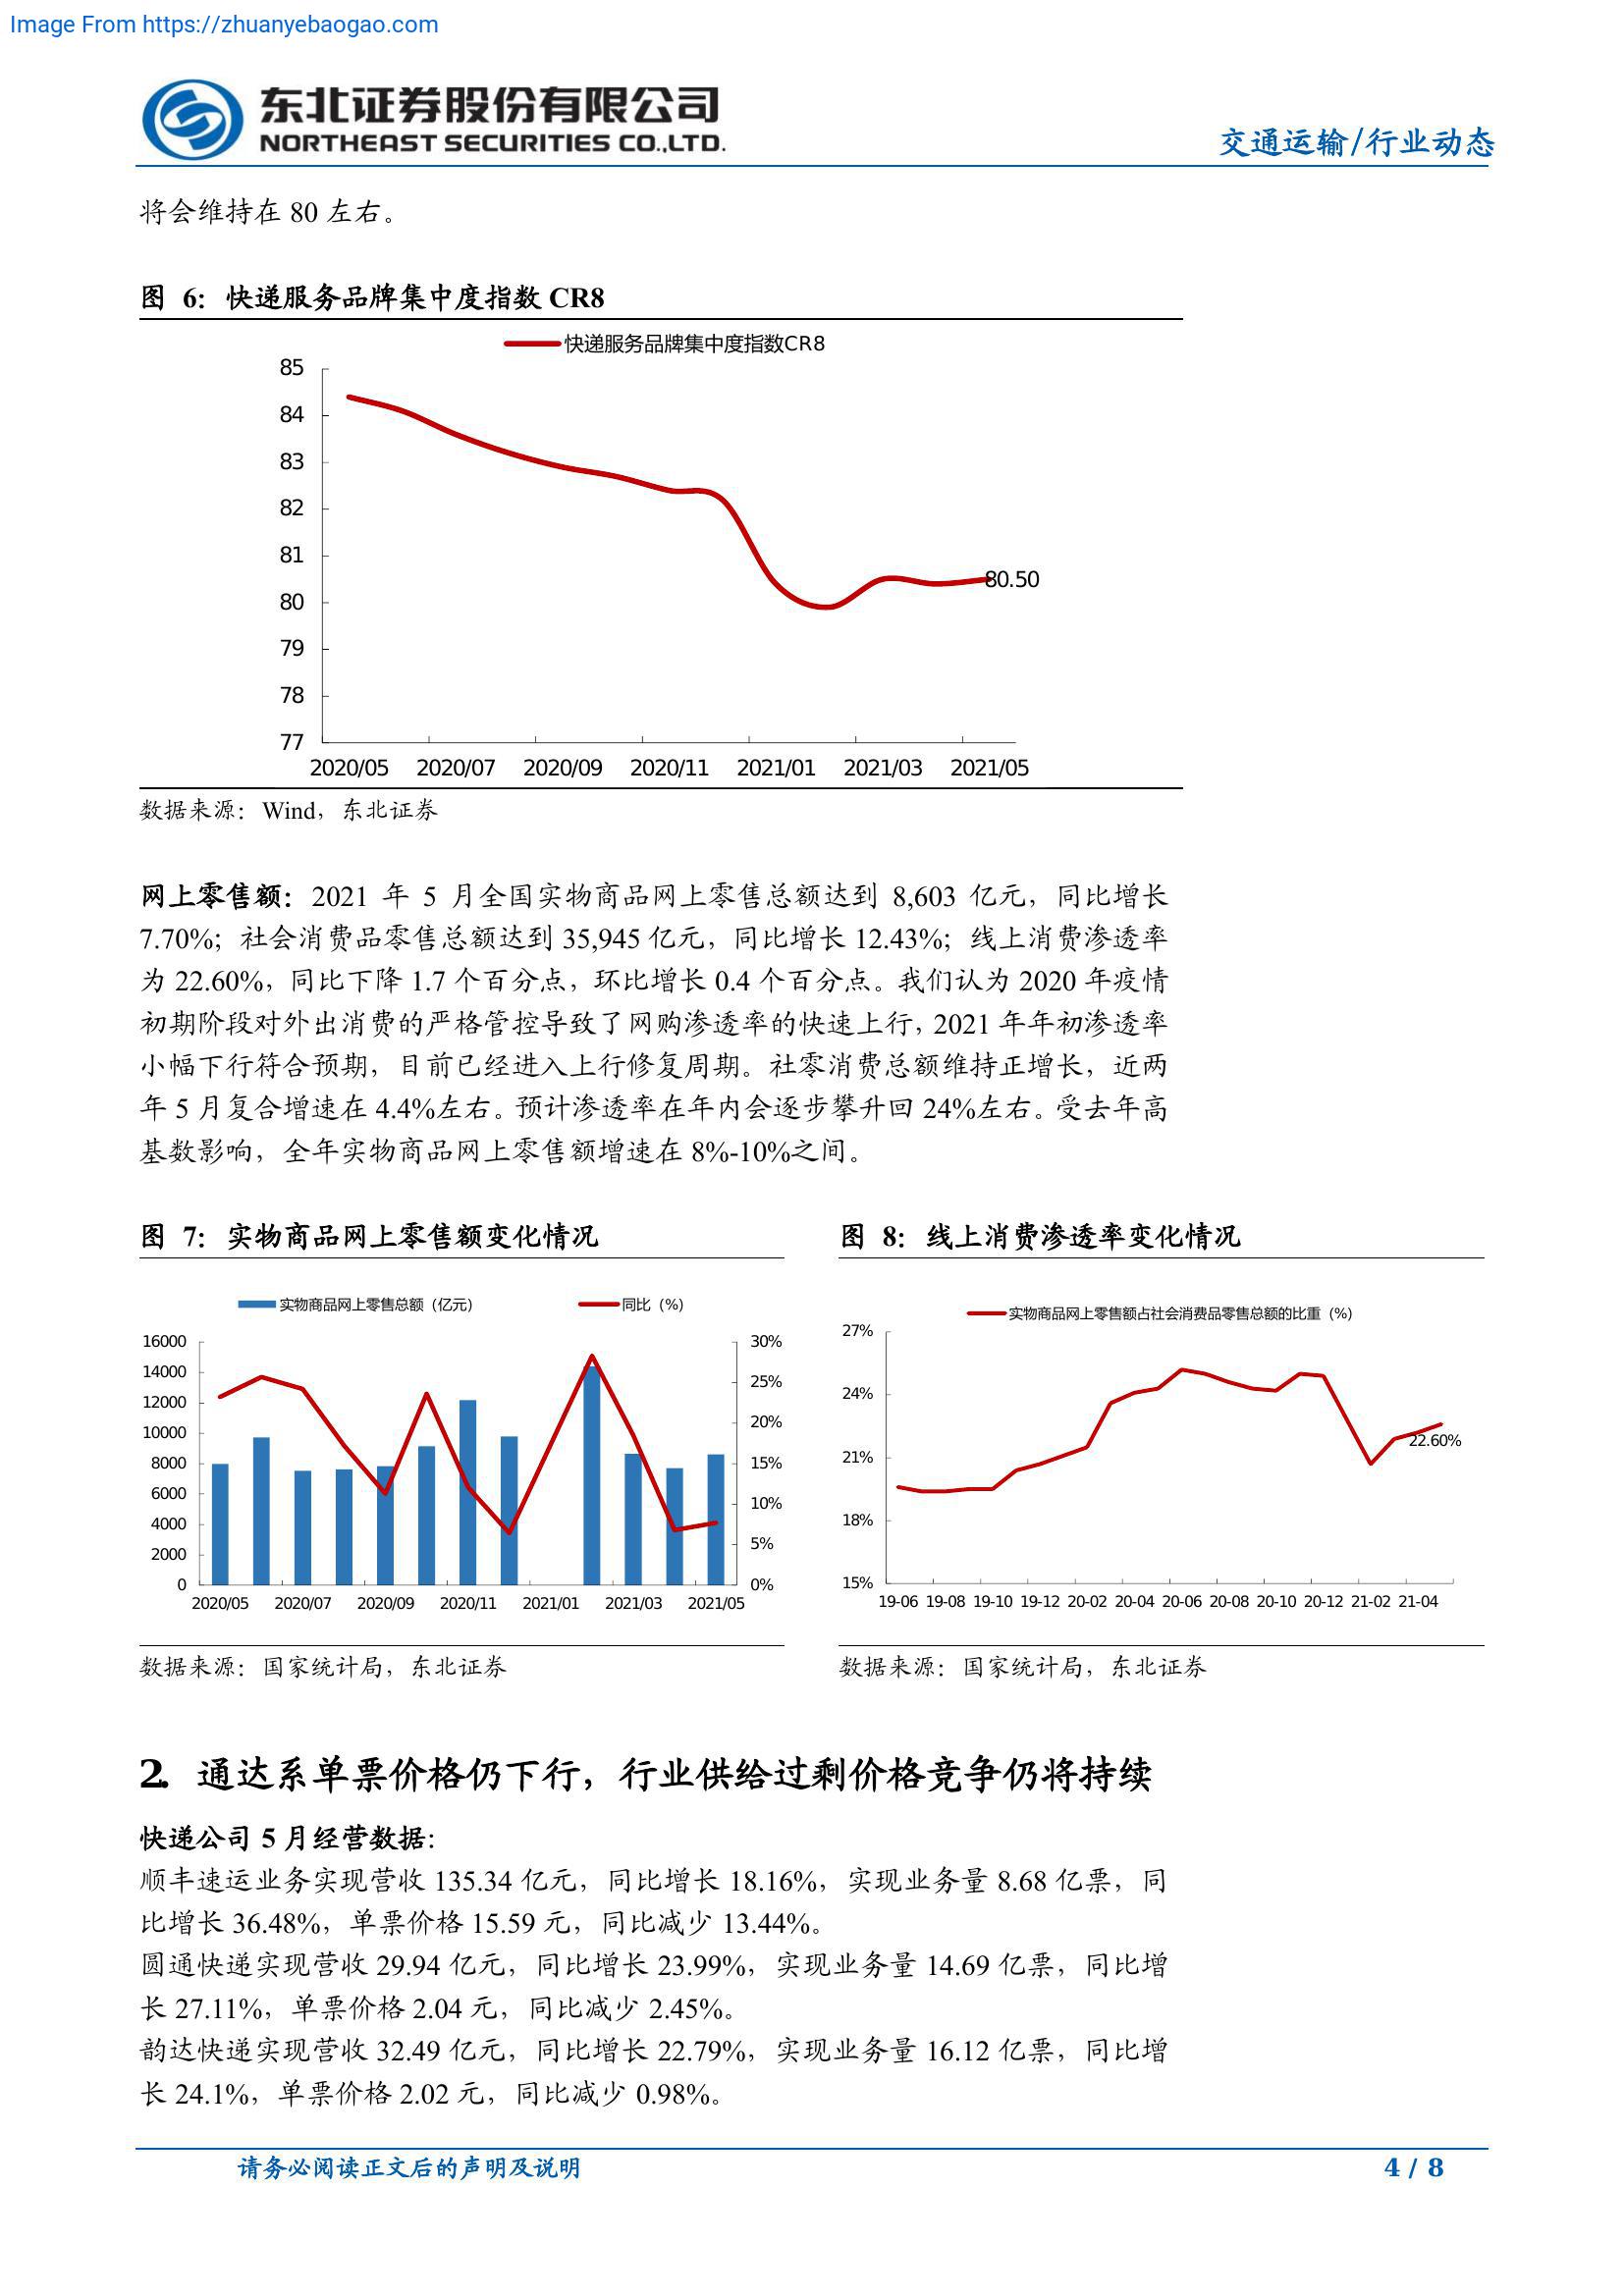 Image From https://zhuanyebaogao.com
东北证券股份有限公司
NORTHEAST SECURITIES CO.,LTD.
交通运输/行业动态
将会维持在 80 左右。
图 6：快递服务品牌集中度指数 CR8
快递服务品牌集中度指数CR8
85
84
83
82
81
80
79
78
77
80.50
2020/05 2020/07 2020/09 2020/11 2021/01 2021/03 2021/05
数据来源：Wind，东北证券
网上零售额：2021 年 5 月全国实物商品网上零售总额达到 8,603 亿元，同比增长
7.70%；社会消费品零售总额达到 35,945 亿元，同比增长 12.43%；线上消费渗透率
为 22.60%，同比下降 1.7 个百分点，环比增长 0.4 个百分点。我们认为 2020 年疫情
初期阶段对外出消费的严格管控导致了网购渗透率的快速上行，2021 年年初渗透率
小幅下行符合预期，目前已经进入上行修复周期。社零消费总额维持正增长，近两
年 5 月复合增速在 4.4%左右。预计渗透率在年内会逐步攀升回 24%左右。受去年高
基数影响，全年实物商品网上零售额增速在 8%-10%之间。
图 7：实物商品网上零售额变化情况
实物商品网上零售总额（亿元） 同比（%）
16000
14000
12000
10000
8000
6000
4000
2000
0
30%
25%
20%
15%
10%
5%
0%
2020/05 2020/07 2020/09 2020/11 2021/01 2021/03 2021/05
数据来源：国家统计局，东北证券
图 8：线上消费渗透率变化情况
实物商品网上零售额占社会消费品零售总额的比重（%）
27%
24%
21%
18%
15%
22.60%
19-06 19-08 19-10 19-12 20-02 20-04 20-06 20-08 20-10 20-12 21-02 21-04
数据来源：国家统计局，东北证券
2. 通达系单票价格仍下行，行业供给过剩价格竞争仍将持续
快递公司 5 月经营数据：
顺丰速运业务实现营收 135.34 亿元，同比增长 18.16%，实现业务量 8.68 亿票，同
比增长 36.48%，单票价格 15.59 元，同比减少 13.44%。
圆通快递实现营收 29.94 亿元，同比增长 23.99%，实现业务量 14.69 亿票，同比增
长 27.11%，单票价格 2.04 元，同比减少 2.45%。
韵达快递实现营收 32.49 亿元，同比增长 22.79%，实现业务量 16.12 亿票，同比增
长 24.1%，单票价格 2.02 元，同比减少 0.98%。
请务必阅读正文后的声明及说明
4 / 8